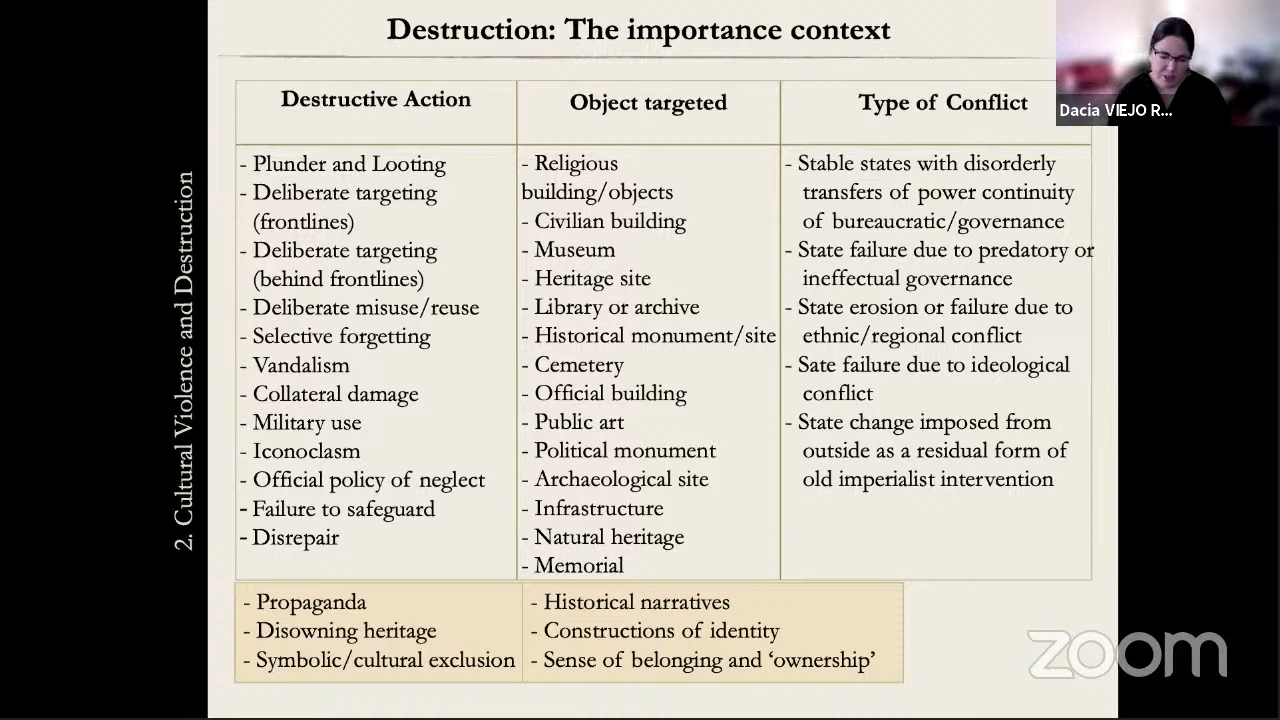 Destruction: The importance context
Dacia VIEJO R...
2. Cultural Violence and Destruction
Destructive Action
- Plunder and Looting
- Deliberate targeting
(frontlines)
- Deliberate targeting
(behind frontlines)
- Deliberate misuse/reuse
- Selective forgetting
- Vandalism
- Collateral damage
- Military use
- Iconoclasm
- Official policy of neglect
- Failure to safeguard
- Disrepair
Object targeted
- Religious
building/objects
- Civilian building
- Museum
- Heritage site
- Library or archive
- Historical monument/site
- Cemetery
- Official building
- Public art
- Political monument
- Archaeological site
- Infrastructure
- Natural heritage
- Memorial
Type of Conflict
- Stable states with disorderly
transfers of power continuity
of bureaucratic/governance
- State failure due to predatory or
ineffectual governance
- State erosion or failure due to
ethnic/regional conflict
- Sate failure due to ideological
conflict
- State change imposed from
outside as a residual form of
old imperialist intervention
- Propaganda
- Disowning heritage
- Symbolic/cultural exclusion
- Historical narratives
- Constructions of identity
- Sense of belonging and ‘ownership’
zoom